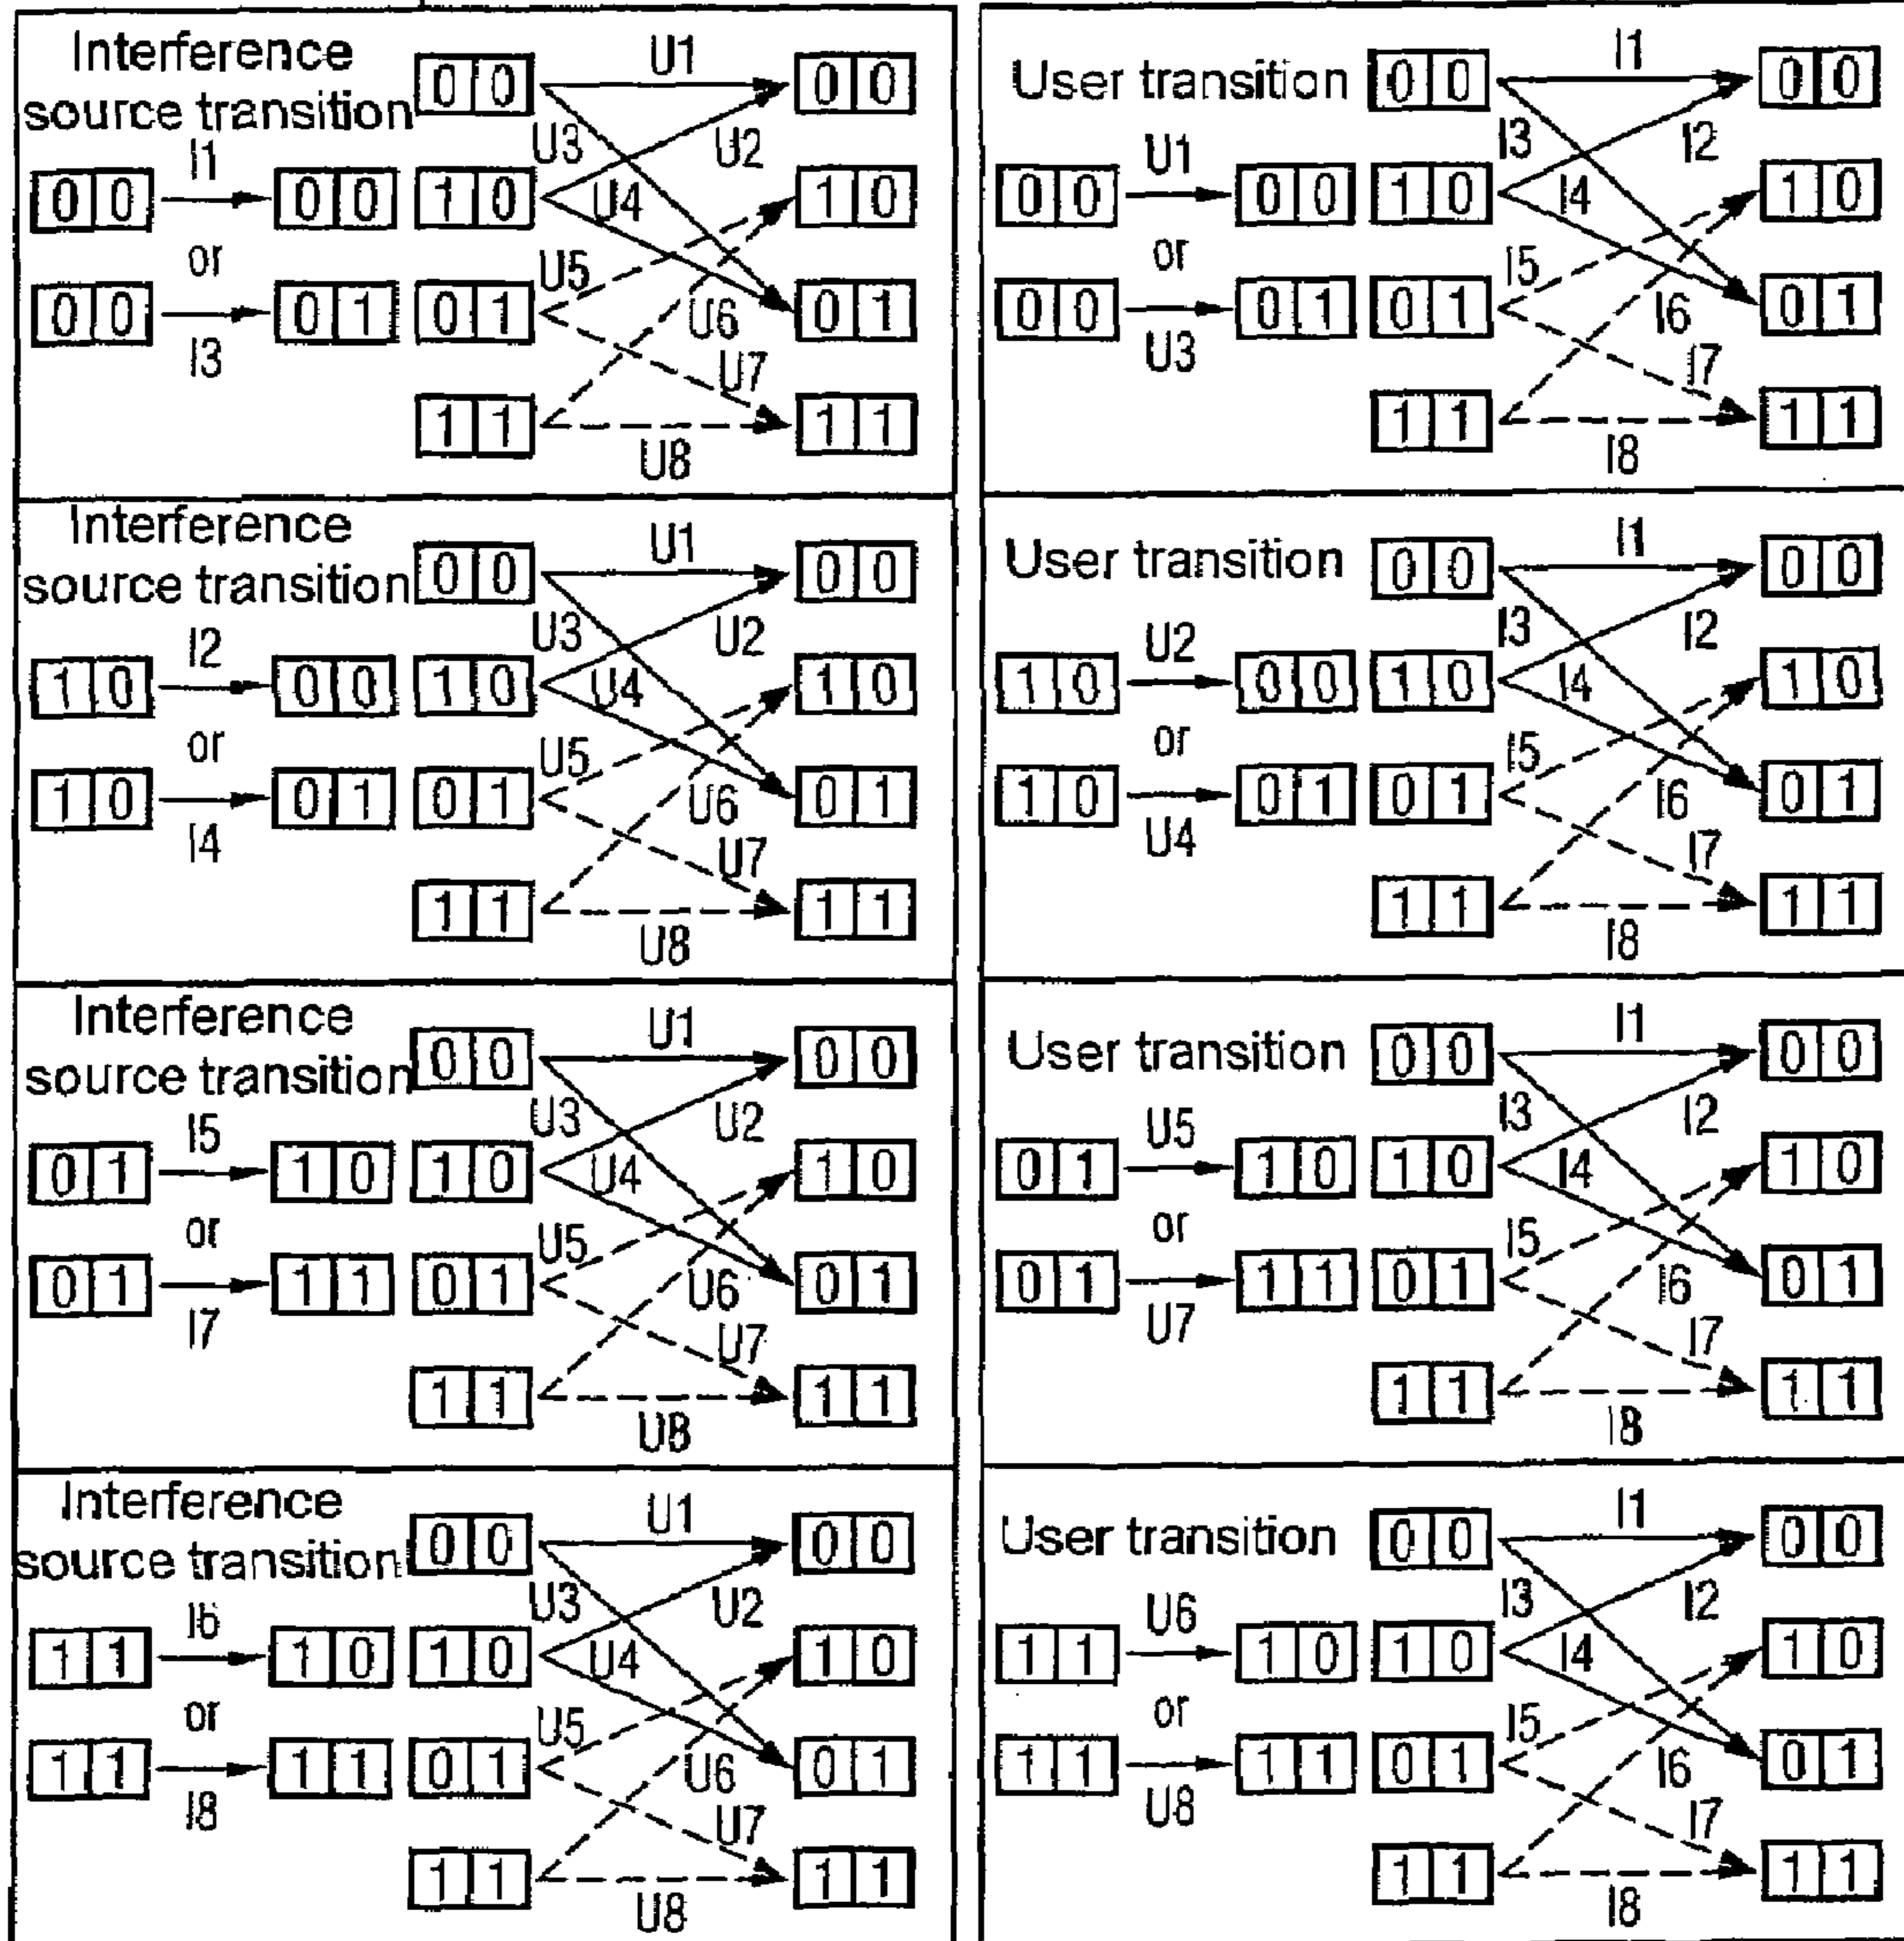 Interference
source transition
0 0 U1 0 0
I1 U3 U2
0 0 0 0 1 0 U4 1 0
or U5
0 0 0 1 0 1 U6 0 1
I3 U7
1 1 1 1
U8
User transition 0 0 I1 0 0
U1 I3 I2
0 0 0 0 1 0 I4 1 0
or I5
0 0 0 1 0 1 I6 0 1
U3 I7
1 1 1 1
I8
Interference
source transition
0 0 U1 0 0
I2 U3 U2
1 0 0 0 1 0 U4 1 0
or U5
1 0 0 1 0 1 U6 0 1
I4 U7
1 1 1 1
U8
User transition 0 0 I1 0 0
U2 I3 I2
1 0 0 0 1 0 I4 1 0
or I5
1 0 0 1 0 1 I6 0 1
U4 I7
1 1 1 1
I8
Interference
source transition
0 0 U1 0 0
I5 U3 U2
0 1 1 0 1 0 U4 1 0
or U5
0 1 1 1 0 1 U6 0 1
I7 U7
1 1 1 1
U8
User transition 0 0 I1 0 0
U5 I3 I2
0 1 1 0 1 0 I4 1 0
or I5
0 1 1 1 0 1 I6 0 1
U7 I7
1 1 1 1
I8
Interference
source transition
0 0 U1 0 0
I6 U3 U2
1 1 1 0 1 0 U4 1 0
or U5
1 1 1 1 0 1 U6 0 1
I8 U7
1 1 1 1
U8
User transition 0 0 I1 0 0
U6 I3 I2
1 1 1 0 1 0 I4 1 0
or I5
1 1 1 1 0 1 I6 0 1
U8 I7
1 1 1 1
I8